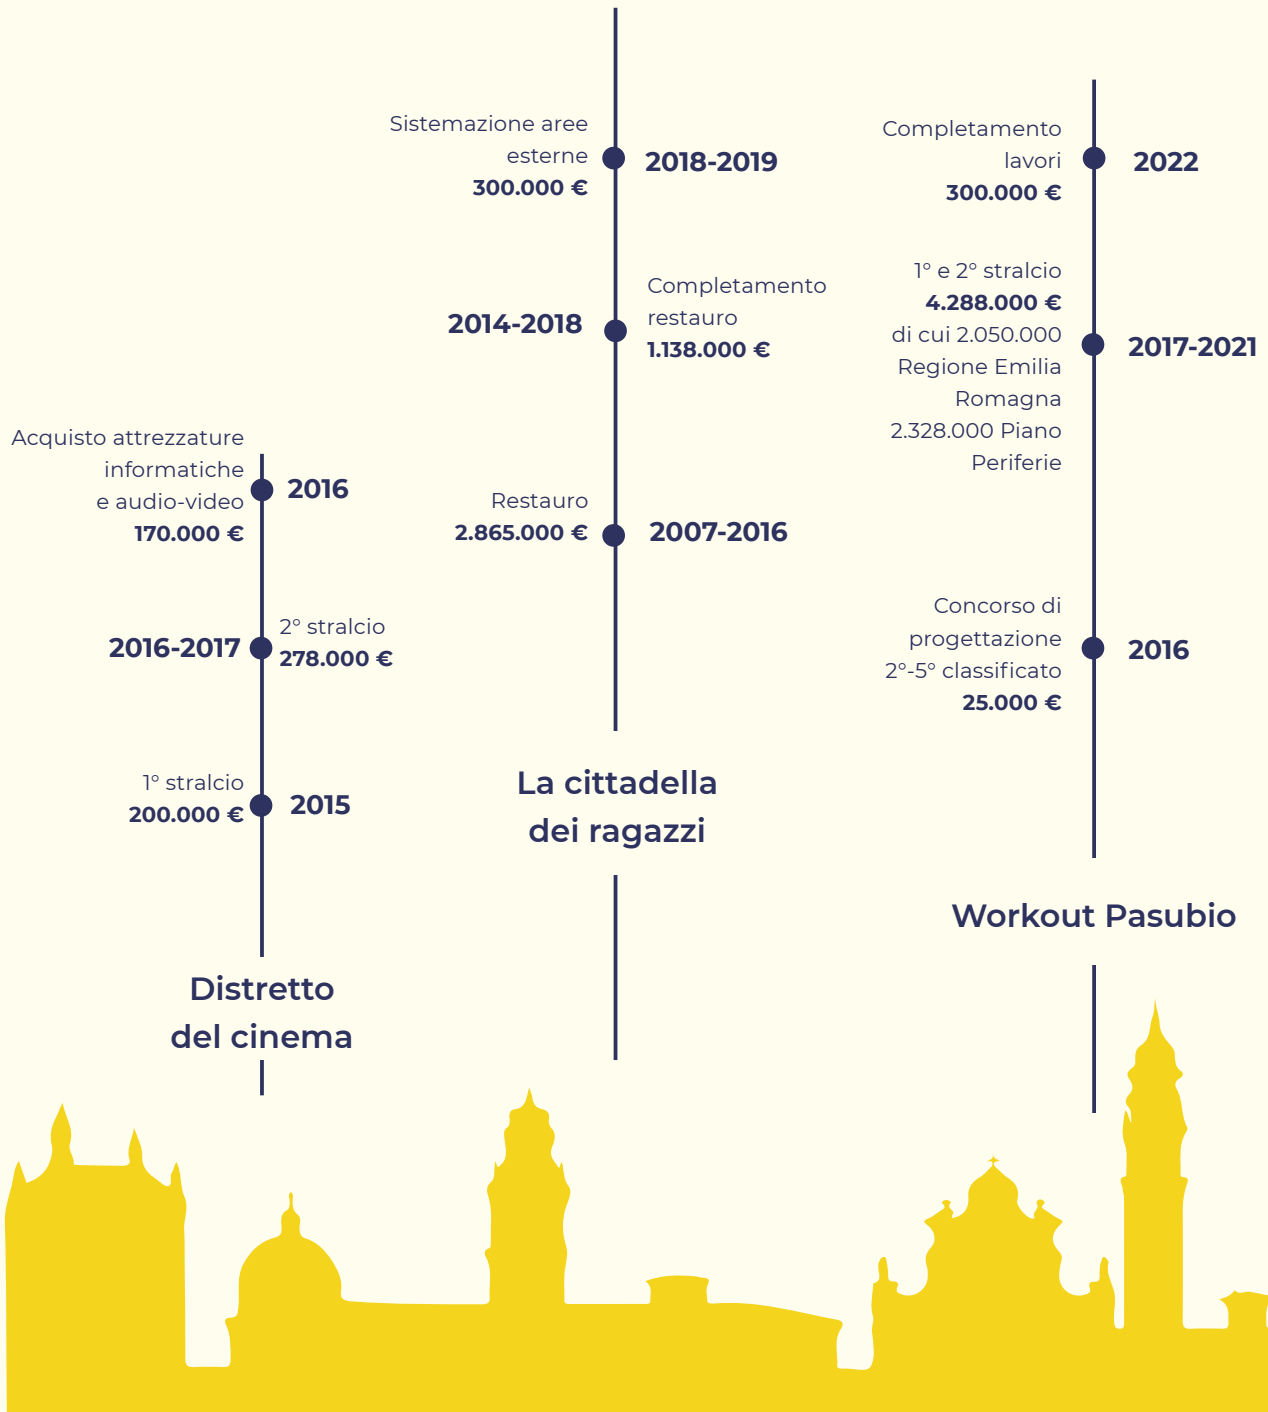 Acquisto attrezzature
informatiche
e audio-video
170.000 €
2016
2016-2017
2° stralcio
278.000 €
1° stralcio
200.000 €
2015
Distretto
del cinema
Sistemazione aree
esterne
300.000 €
2018-2019
2014-2018
Completamento
restauro
1.138.000 €
Restauro
2.865.000 €
2007-2016
La cittadella
dei ragazzi
Completamento
lavori
300.000 €
2022
1° e 2° stralcio
4.288.000 €
di cui 2.050.000
Regione Emilia
Romagna
2.328.000 Piano
Periferie
2017-2021
Concorso di
progettazione
2°-5° classificato
25.000 €
2016
Workout Pasubio